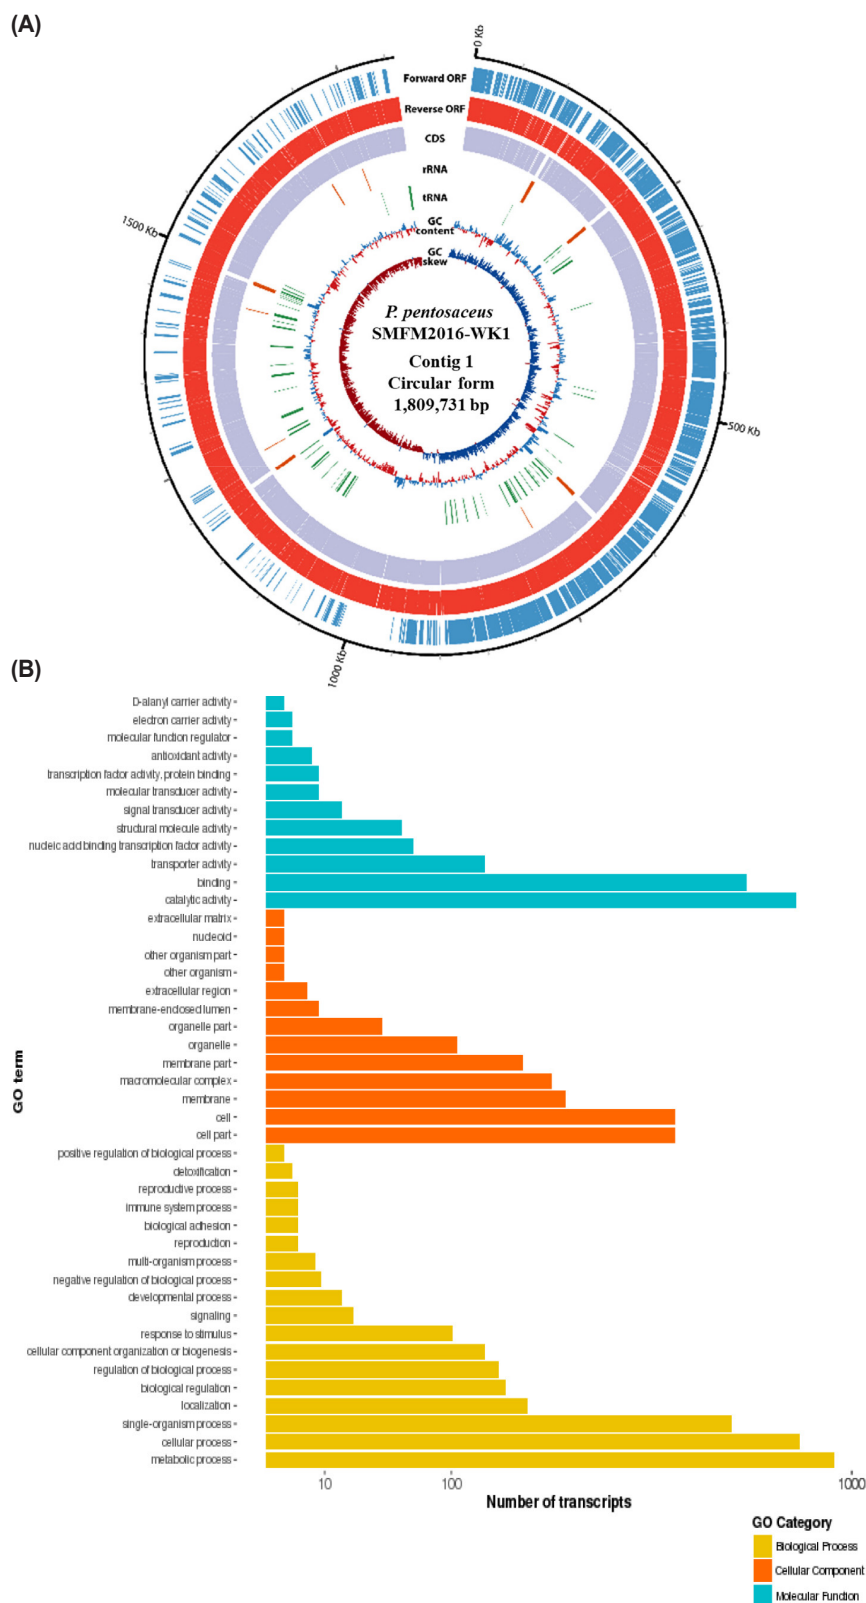 (A)
0 Kb
Forward ORF
Reverse ORF
CDS
rRNA
tRNA
GC
content
GC
skew
1500 Kb
P. pentosaceus
SMFM2016-WK1
Contig 1
Circular form
1,809,731 bp
500 Kb
1000 Kb
(B)
D-alanyl carrier activity
electron carrier activity
molecular function regulator
antioxidant activity
transcription factor activity, protein binding
molecular transducer activity
signal transducer activity
structural molecule activity
nucleic acid binding transcription factor activity
transporter activity
binding
catalytic activity
extracellular matrix
nucleoid
other organism part
other organism
extracellular region
membrane-enclosed lumen
organelle part
organelle
membrane part
macromolecular complex
membrane
cell
cell part
positive regulation of biological process
detoxification
reproductive process
immune system process
biological adhesion
reproduction
multi-organism process
negative regulation of biological process
developmental process
signaling
response to stimulus
cellular component organization or biogenesis
regulation of biological process
biological regulation
localization
single-organism process
cellular process
metabolic process
GO term
10 100 1000
Number of transcripts
GO Category
Biological Process
Cellular Component
Molecular Function